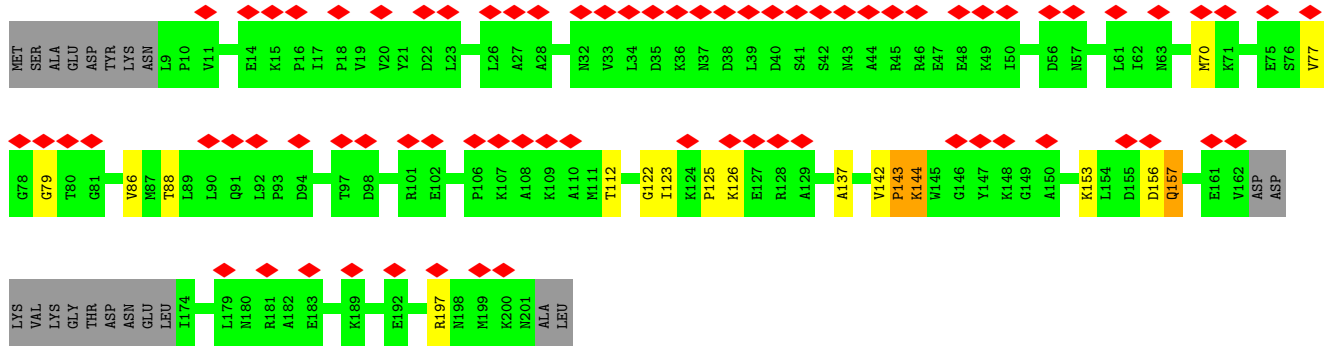 MET SER ALA GLU ASP TYR LYS ASN L9 P10 V11 E14 K15 P16 I17 P18 V19 V20 Y21 D22 L23 L26 A27 A28 N32 V33 L34 D35 K36 N37 D38 L39 D40 S41 S42 N43 A44 R45 R46 E47 E48 K49 I50 D56 N57 L61 I62 N63 M70 K71 E75 S76 V77
G78 G79 T80 G81 V86 M87 T88 L89 L90 Q91 L92 P93 D94 T97 D98 R101 E102 P106 K107 A108 K109 A110 M111 T112 G122 I123 K124 P125 K126 E127 R128 A129 A137 V142 P143 K144 W145 G146 Y147 K148 G149 A150 K153 L154 D155 D156 Q157 E161 V162 ASP ASP
LYS VAL LYS GLY THR ASP ASN GLU LEU I174 L179 N180 R181 A182 E183 K189 E192 R197 N198 M199 K200 N201 ALA LEU